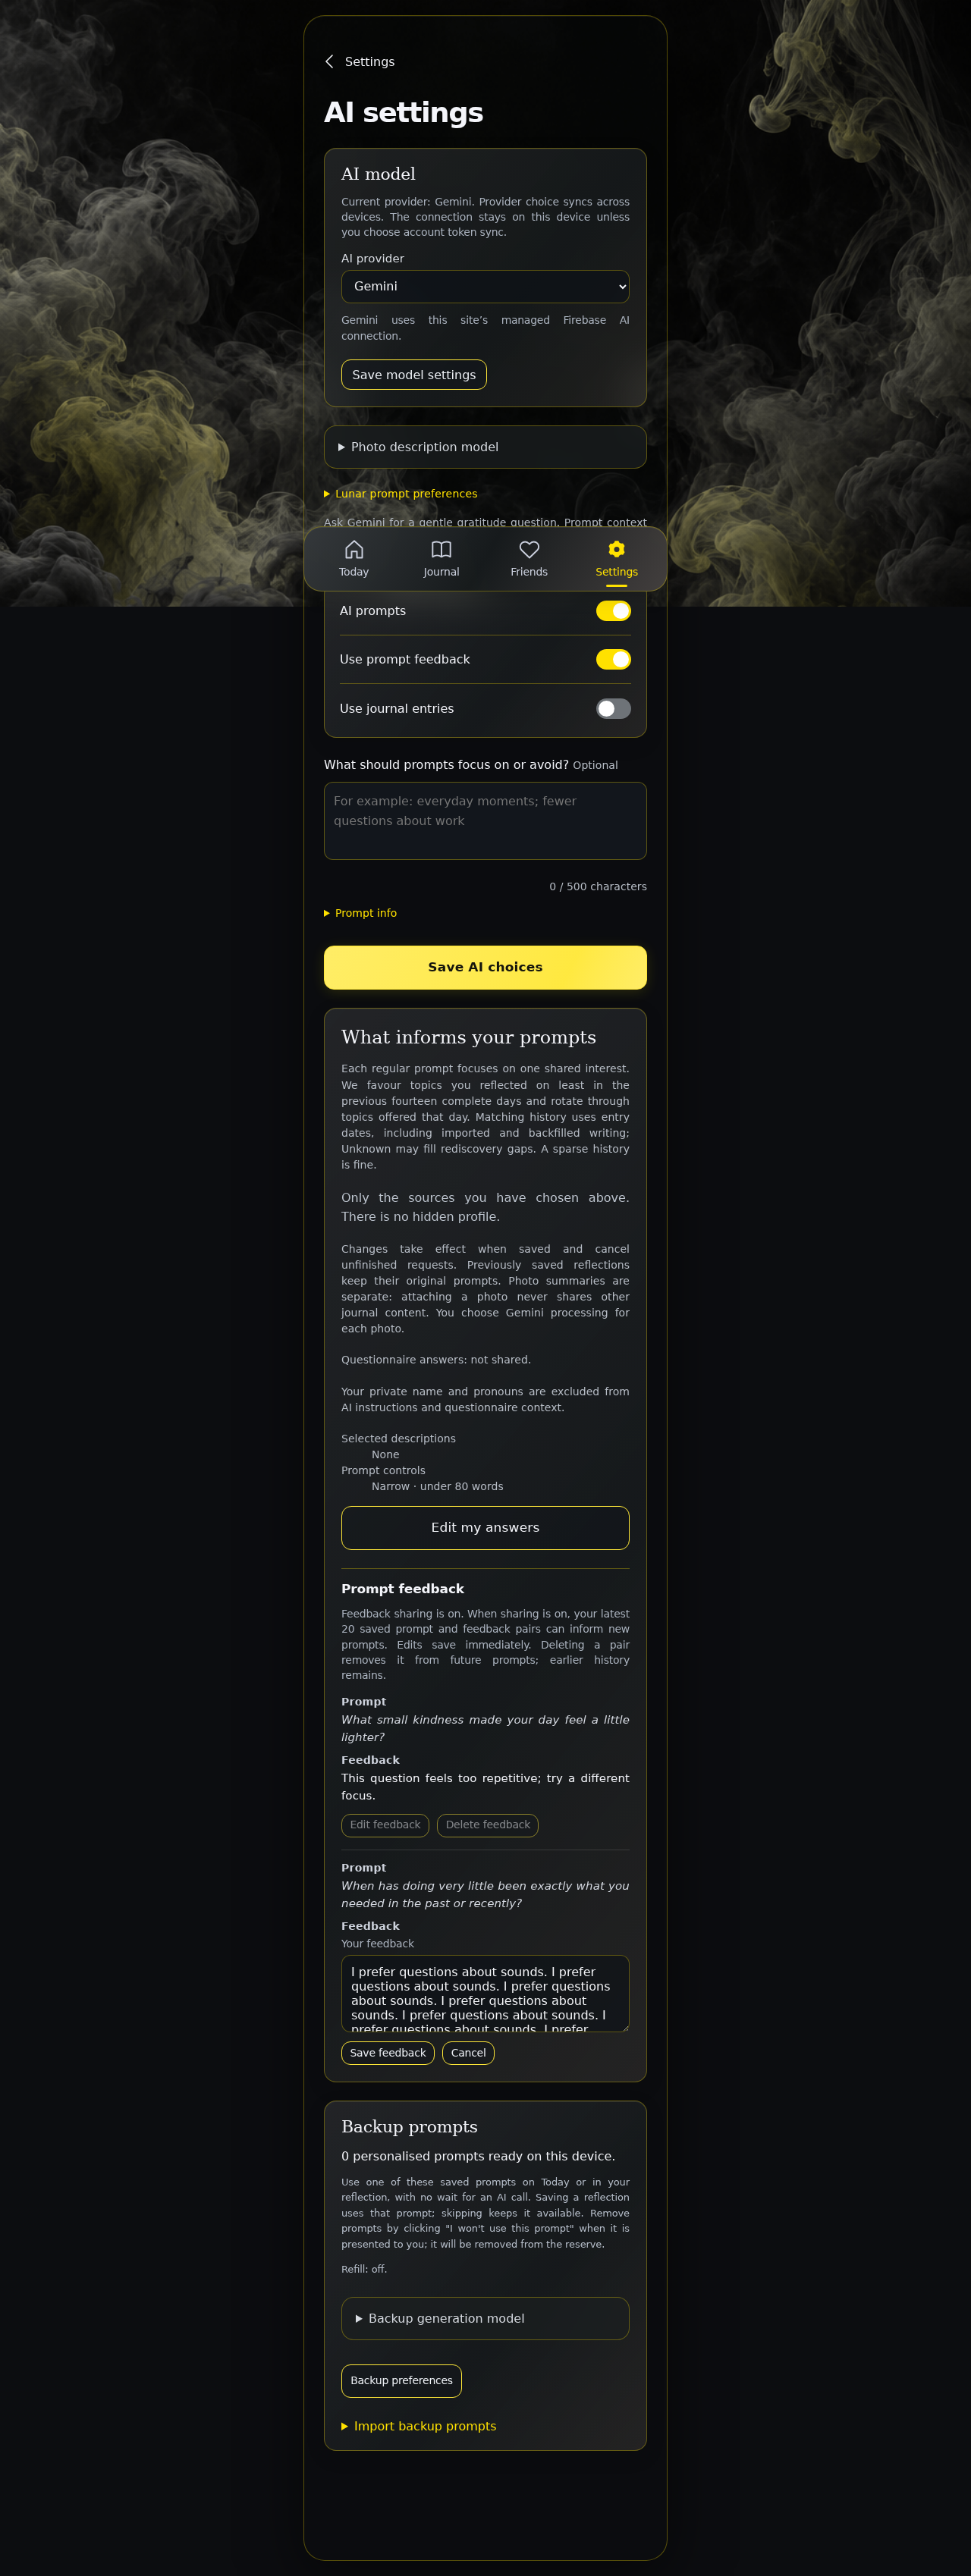 Settings
AI settings
AI model
Current provider: Gemini. Provider choice syncs across
devices. The connection stays on this device unless
you choose account token sync.
AI provider
Gemini
Gemini uses this site’s managed Firebase AI
connection.
Save model settings
Photo description model
Lunar prompt preferences
Ask Gemini for a gentle gratitude question. Prompt context
Today
Journal
Friends
Settings
AI prompts
Use prompt feedback
Use journal entries
What should prompts focus on or avoid? Optional
For example: everyday moments; fewer
questions about work
0 / 500 characters
Prompt info
Save AI choices
What informs your prompts
Each regular prompt focuses on one shared interest.
We favour topics you reflected on least in the
previous fourteen complete days and rotate through
topics offered that day. Matching history uses entry
dates, including imported and backfilled writing;
Unknown may fill rediscovery gaps. A sparse history
is fine.
Only the sources you have chosen above.
There is no hidden profile.
Changes take effect when saved and cancel
unfinished requests. Previously saved reflections
keep their original prompts. Photo summaries are
separate: attaching a photo never shares other
journal content. You choose Gemini processing for
each photo.
Questionnaire answers: not shared.
Your private name and pronouns are excluded from
AI instructions and questionnaire context.
Selected descriptions
None
Prompt controls
Narrow · under 80 words
Edit my answers
Prompt feedback
Feedback sharing is on. When sharing is on, your latest
20 saved prompt and feedback pairs can inform new
prompts. Edits save immediately. Deleting a pair
removes it from future prompts; earlier history
remains.
Prompt
What small kindness made your day feel a little
lighter?
Feedback
This question feels too repetitive; try a different
focus.
Edit feedback
Delete feedback
Prompt
When has doing very little been exactly what you
needed in the past or recently?
Feedback
Your feedback
I prefer questions about sounds. I prefer
questions about sounds. I prefer questions
about sounds. I prefer questions about
sounds. I prefer questions about sounds. I
prefer questions about sounds. I prefer
Save feedback
Cancel
Backup prompts
0 personalised prompts ready on this device.
Use one of these saved prompts on Today or in your
reflection, with no wait for an AI call. Saving a reflection
uses that prompt; skipping keeps it available. Remove
prompts by clicking "I won't use this prompt" when it is
presented to you; it will be removed from the reserve.
Refill: off.
Backup generation model
Backup preferences
Import backup prompts